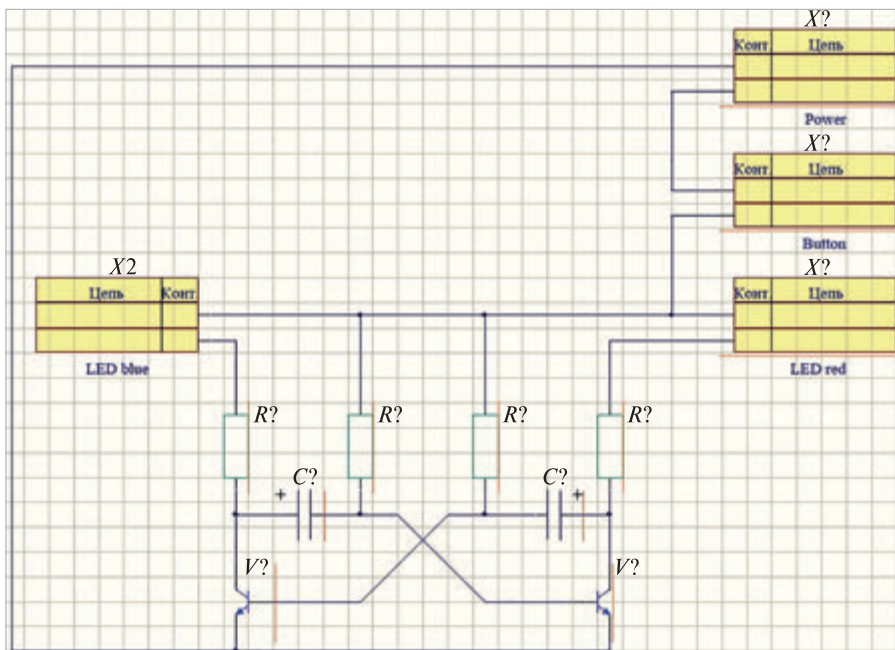 X?
Конт. Цепь
Power
X?
Конт. Цепь
Button
X2
Цепь Конт.
LED blue
X?
Конт. Цепь
LED red
R? R? R? R?
+ C? C? +
V? V?